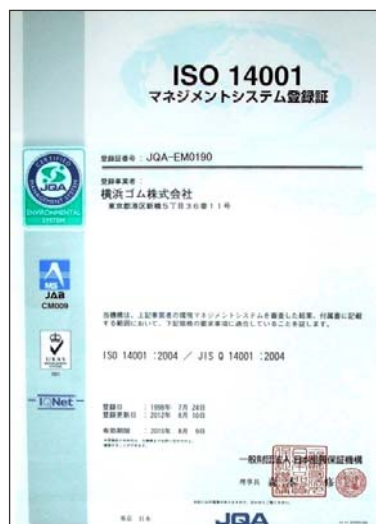 ISO 14001
マネジメントシステム登録証
登録証番号 : JQA-EM0190
登録事業者 :
横浜ゴム株式会社
東京都港区新橋5丁目36番11号
CERTIFIED
MANAGEMENT SYSTEM
JQA
ENVIRONMENTAL
SYSTEM
MS
JAB
CM009
当機構は、上記事業者の環境マネジメントシステムを審査した結果、付属書に記載
する範囲において、下記規格の要求事項に適合していることを証します。
UKAS
ISO 14001 :2004 / JIS Q 14001 :2004
IQNet
登録日 : 1998年 7月 24日
登録更新日 : 2012年 8月 10日
有効期限 : 2015年 8月 9日
一般財団法人 日本品質保証機構
理事長
JQA